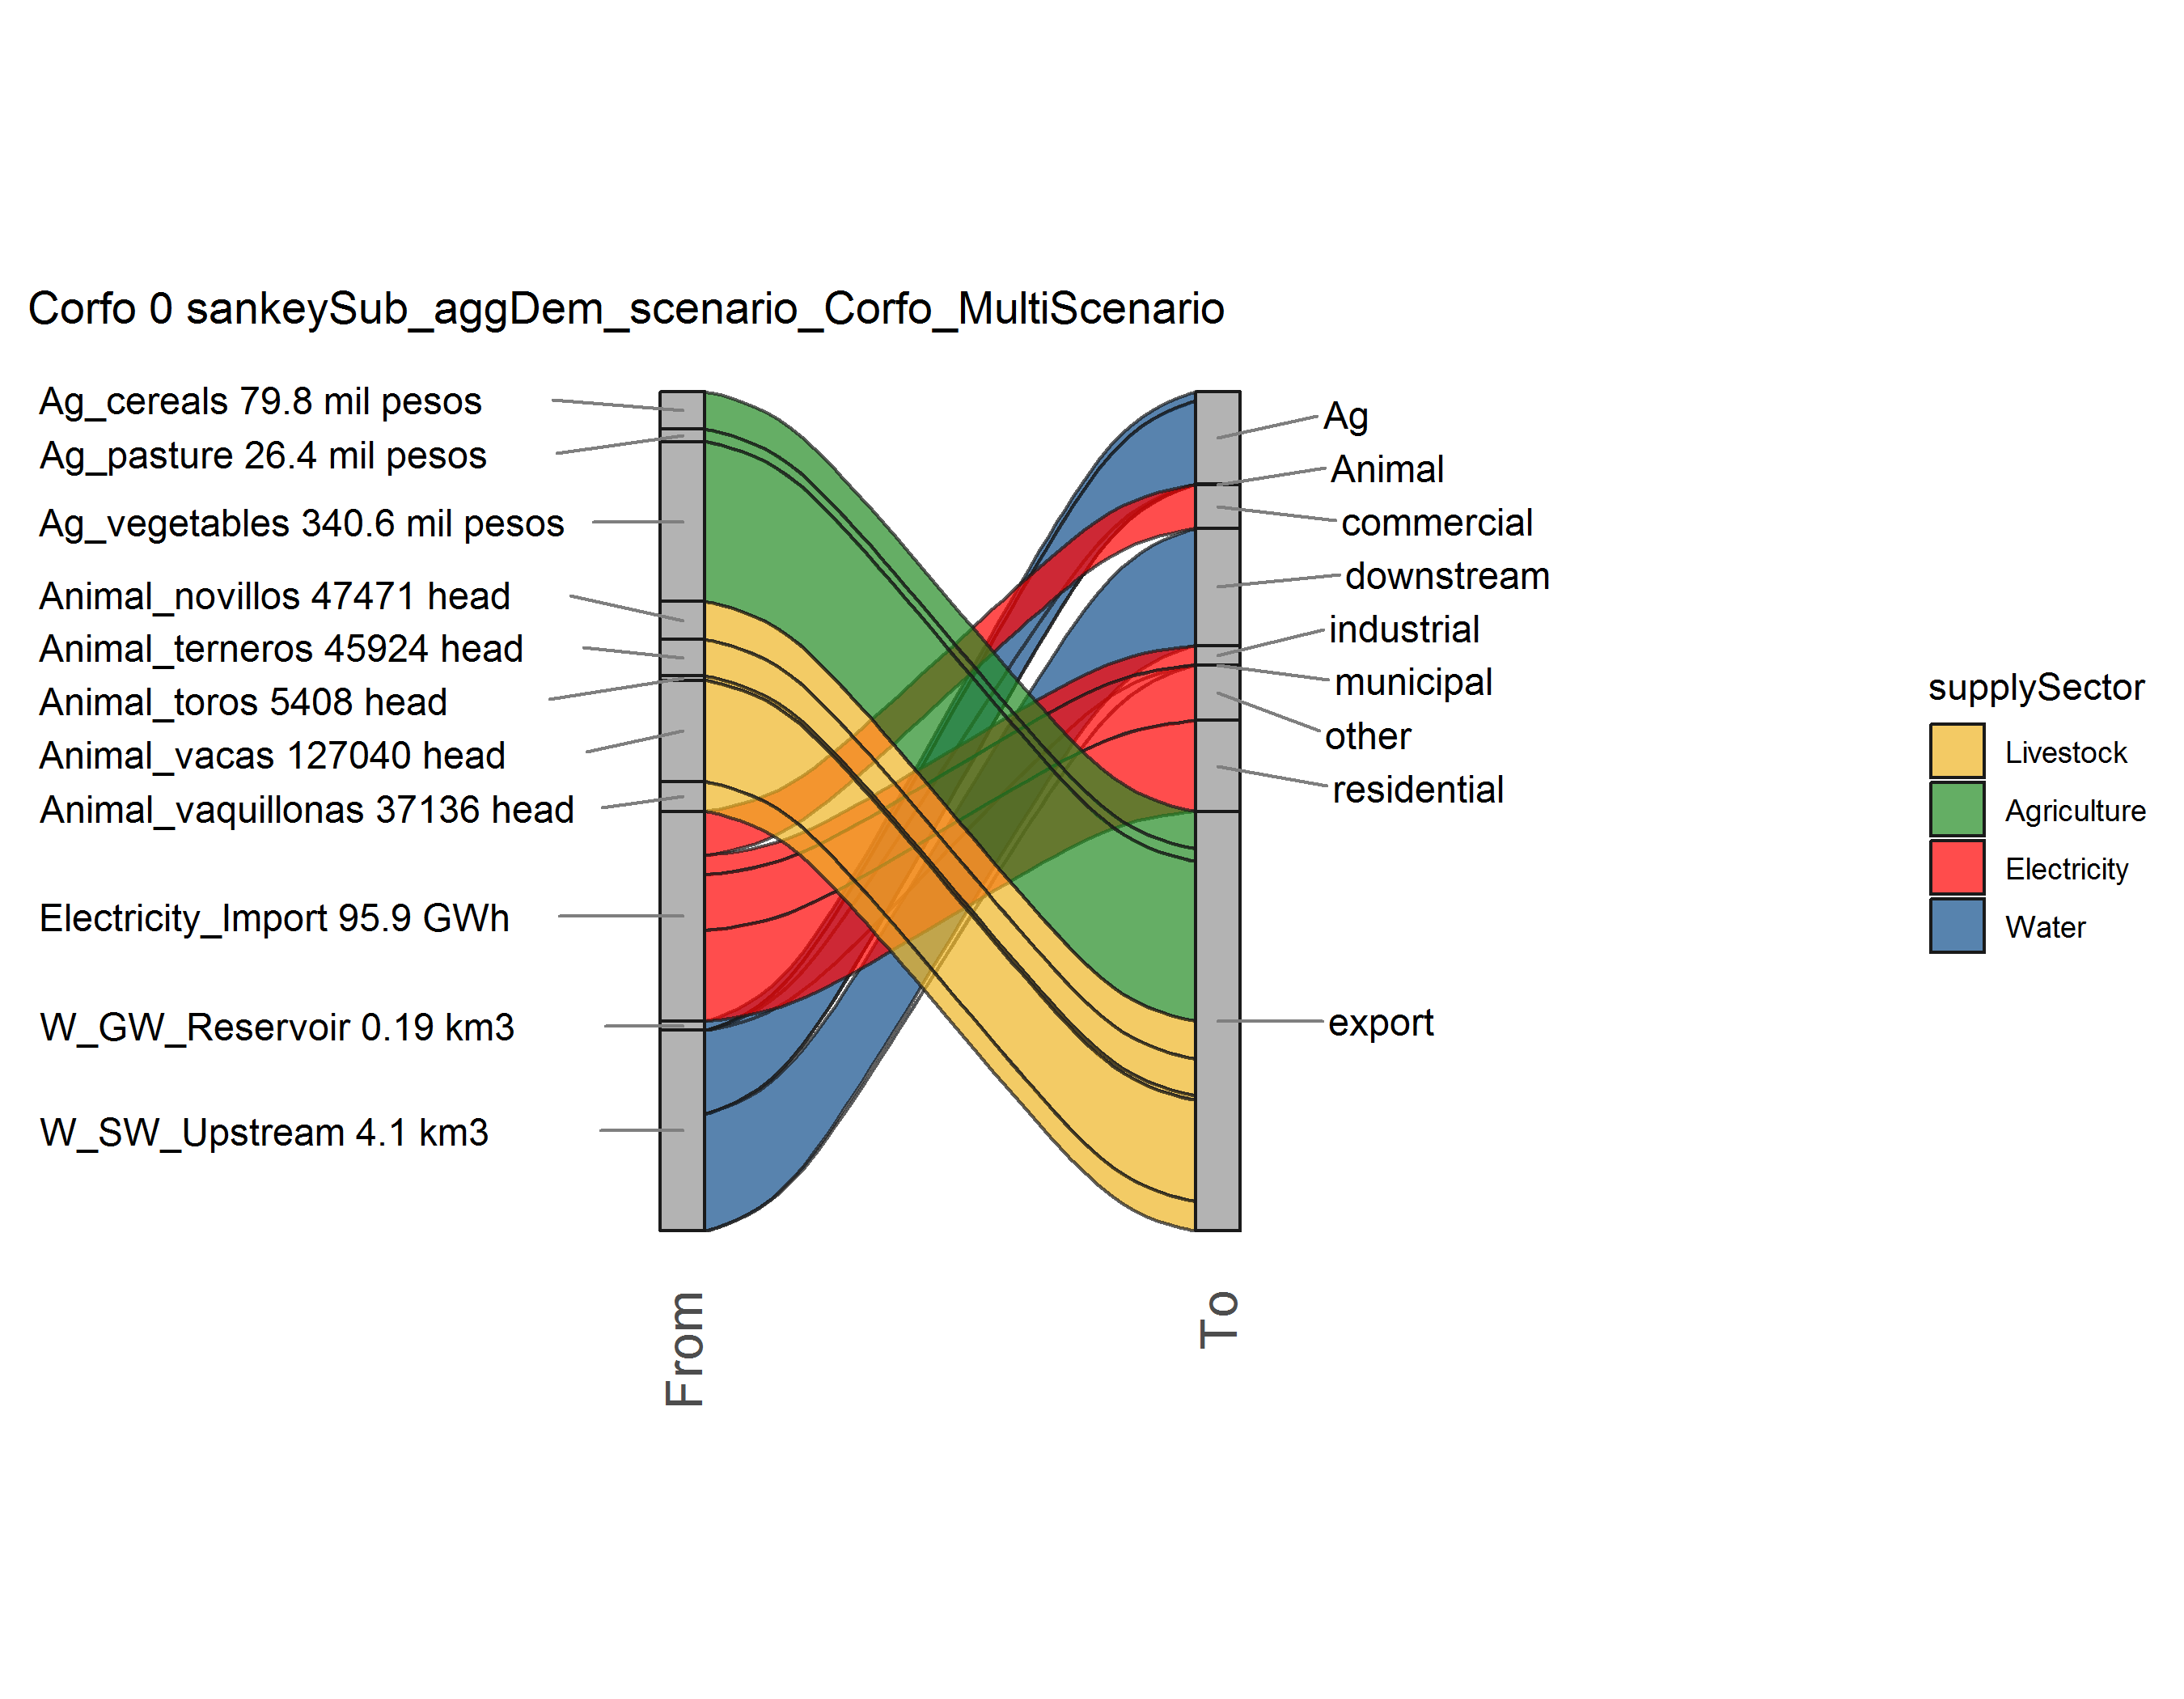 Corfo 0 sankeySub_aggDem_scenario_Corfo_MultiScenario
Ag_cereals 79.8 mil pesos
Ag_pasture 26.4 mil pesos
Ag_vegetables 340.6 mil pesos
Animal_novillos 47471 head
Animal_terneros 45924 head
Animal_toros 5408 head
Animal_vacas 127040 head
Animal_vaquillonas 37136 head
Electricity_Import 95.9 GWh
W_GW_Reservoir 0.19 km3
W_SW_Upstream 4.1 km3
Ag
Animal
commercial
downstream
industrial
municipal
other
residential
export
From
To
supplySector
Livestock
Agriculture
Electricity
Water